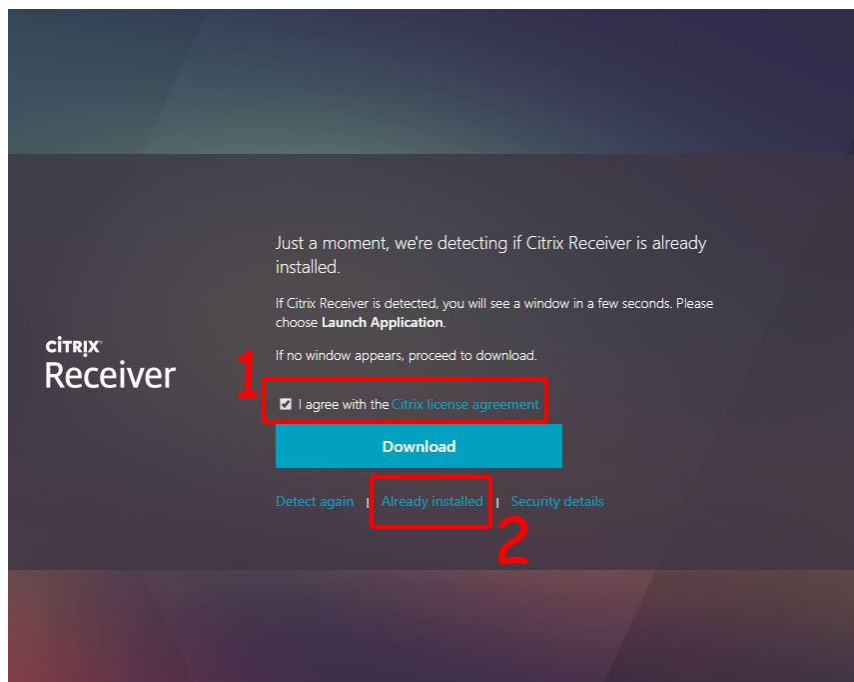 Just a moment, we're detecting if Citrix Receiver is already
installed.
If Citrix Receiver is detected, you will see a window in a few seconds. Please
choose Launch Application.
If no window appears, proceed to download.
CITRIX
Receiver
1
I agree with the Citrix license agreement
Download
Detect again | Already installed | Security details
2